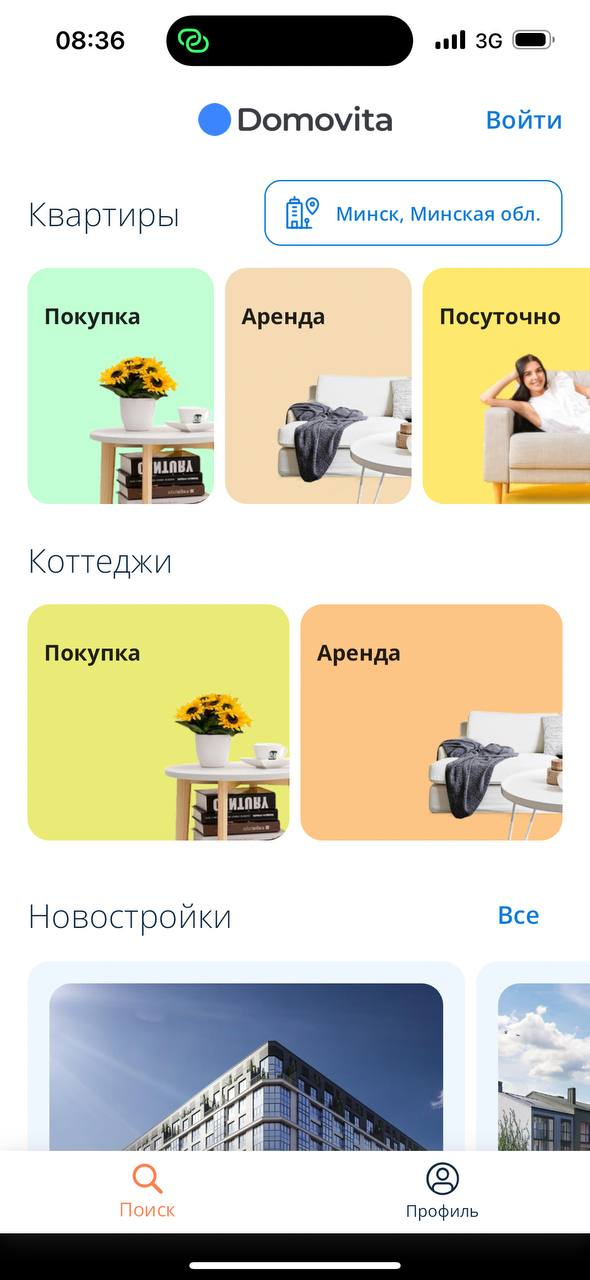 08:36
3G
Domovita
Войти
Квартиры
Минск, Минская обл.
Покупка
Аренда
Посуточно
Коттеджи
Покупка
Аренда
Новостройки
Все
Поиск
Профиль